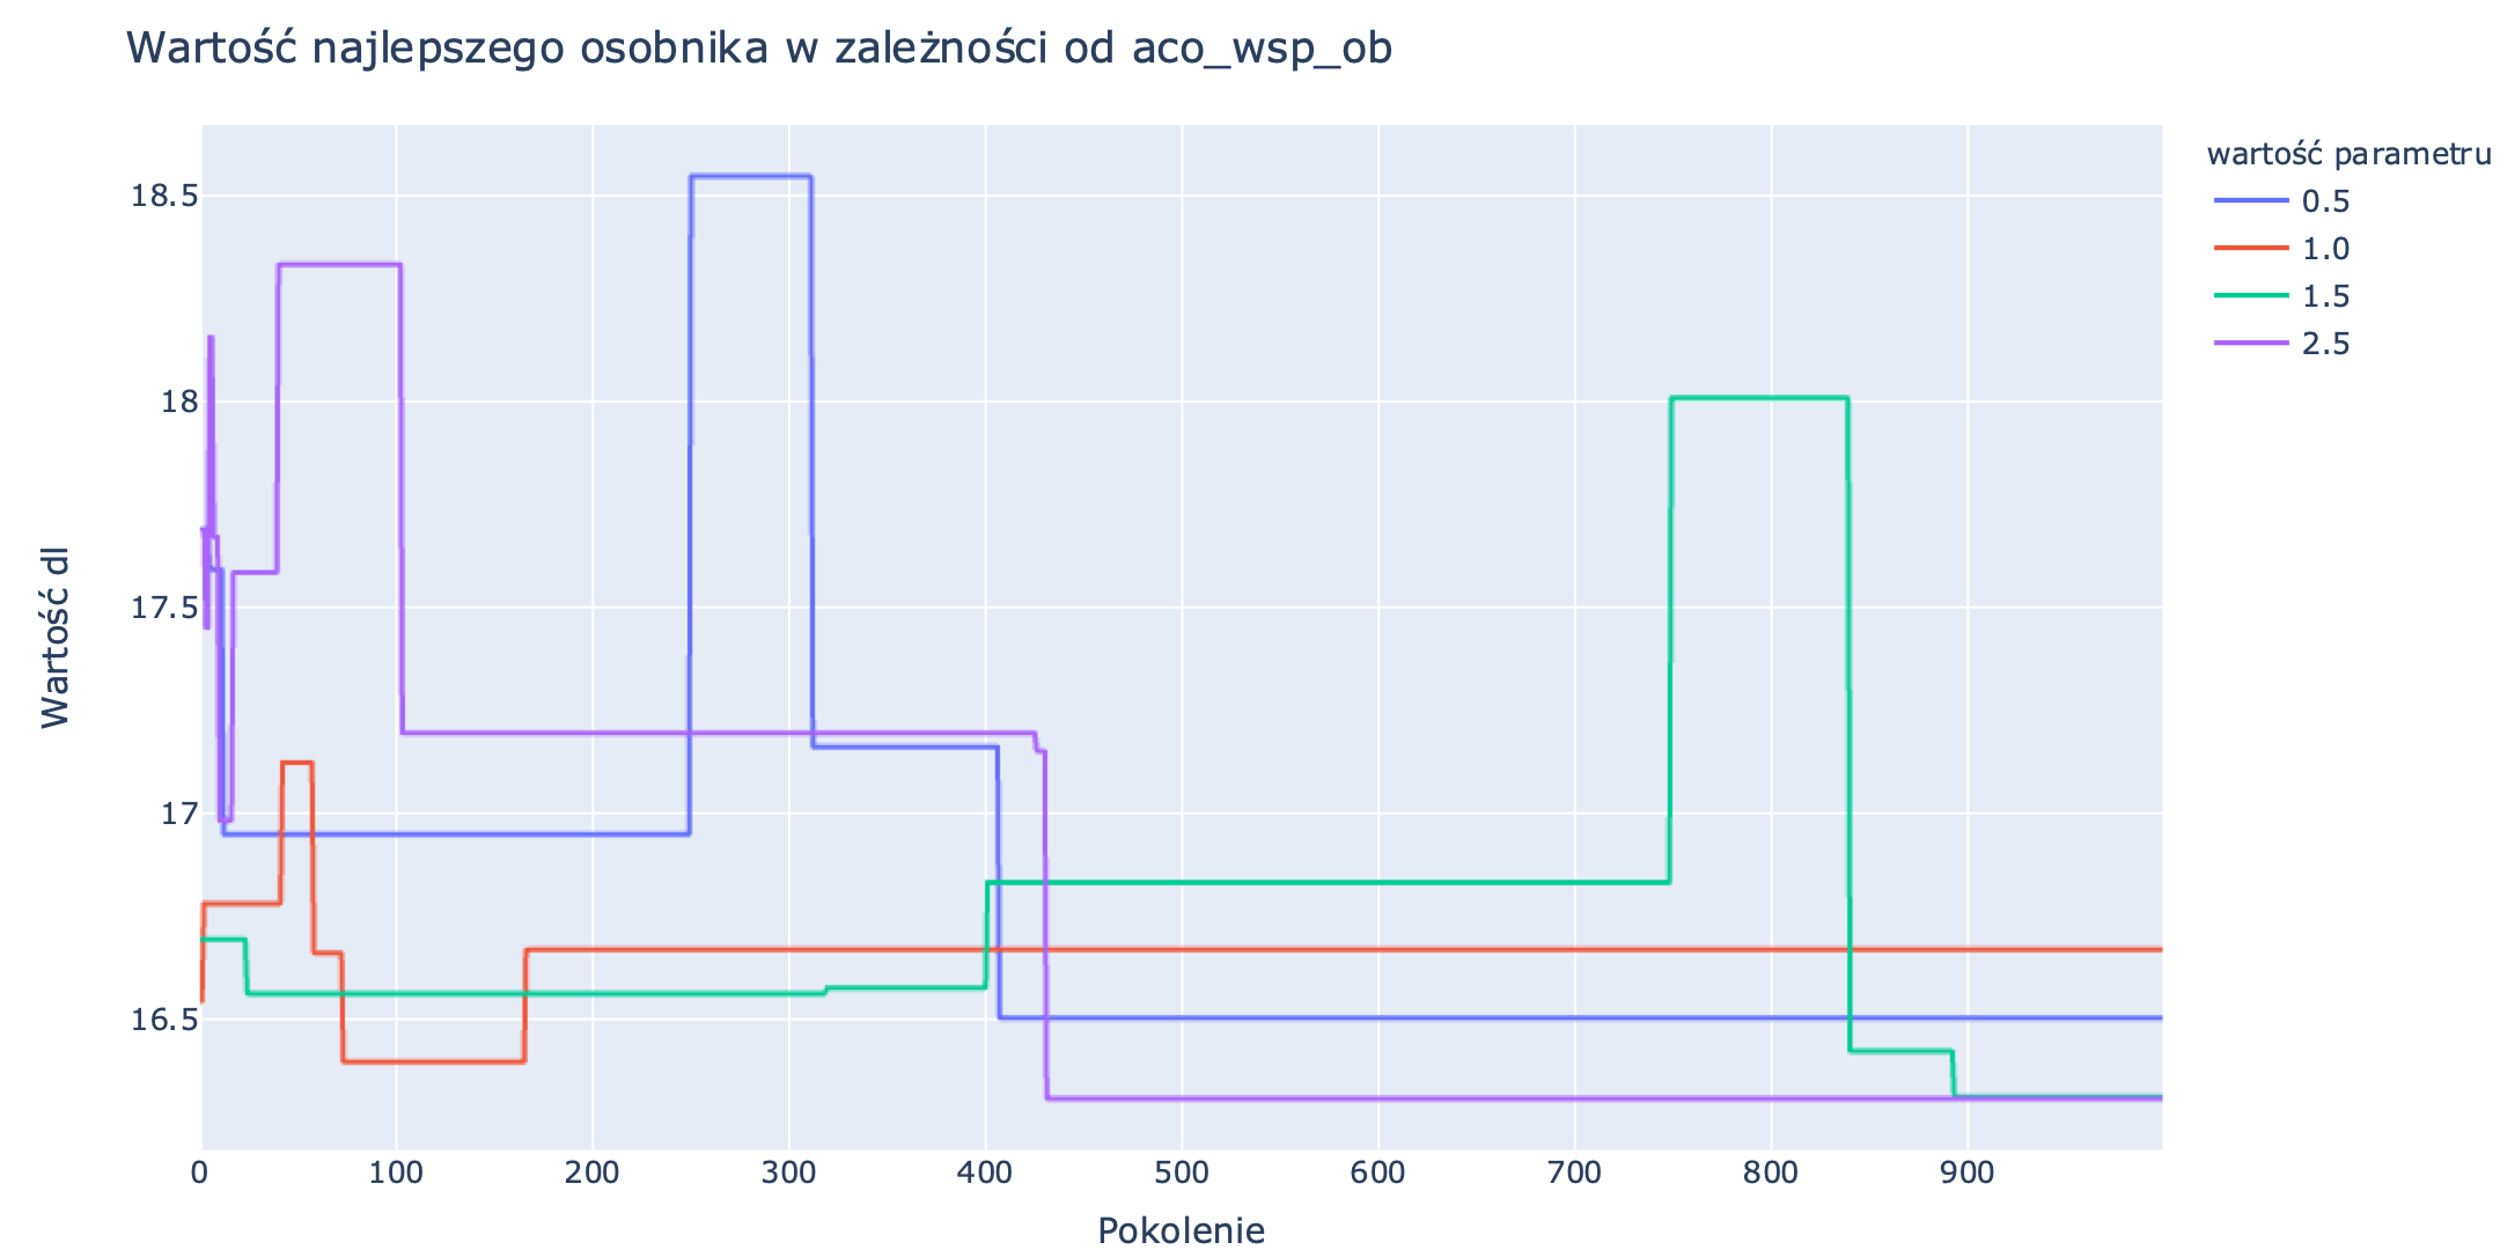 Wartość najlepszego osobnika w zależności od aco_wsp_ob
wartość parametru
0.5
1.0
1.5
2.5
Wartość dl
18.5
18
17.5
17
16.5
0 100 200 300 400 500 600 700 800 900
Pokolenie